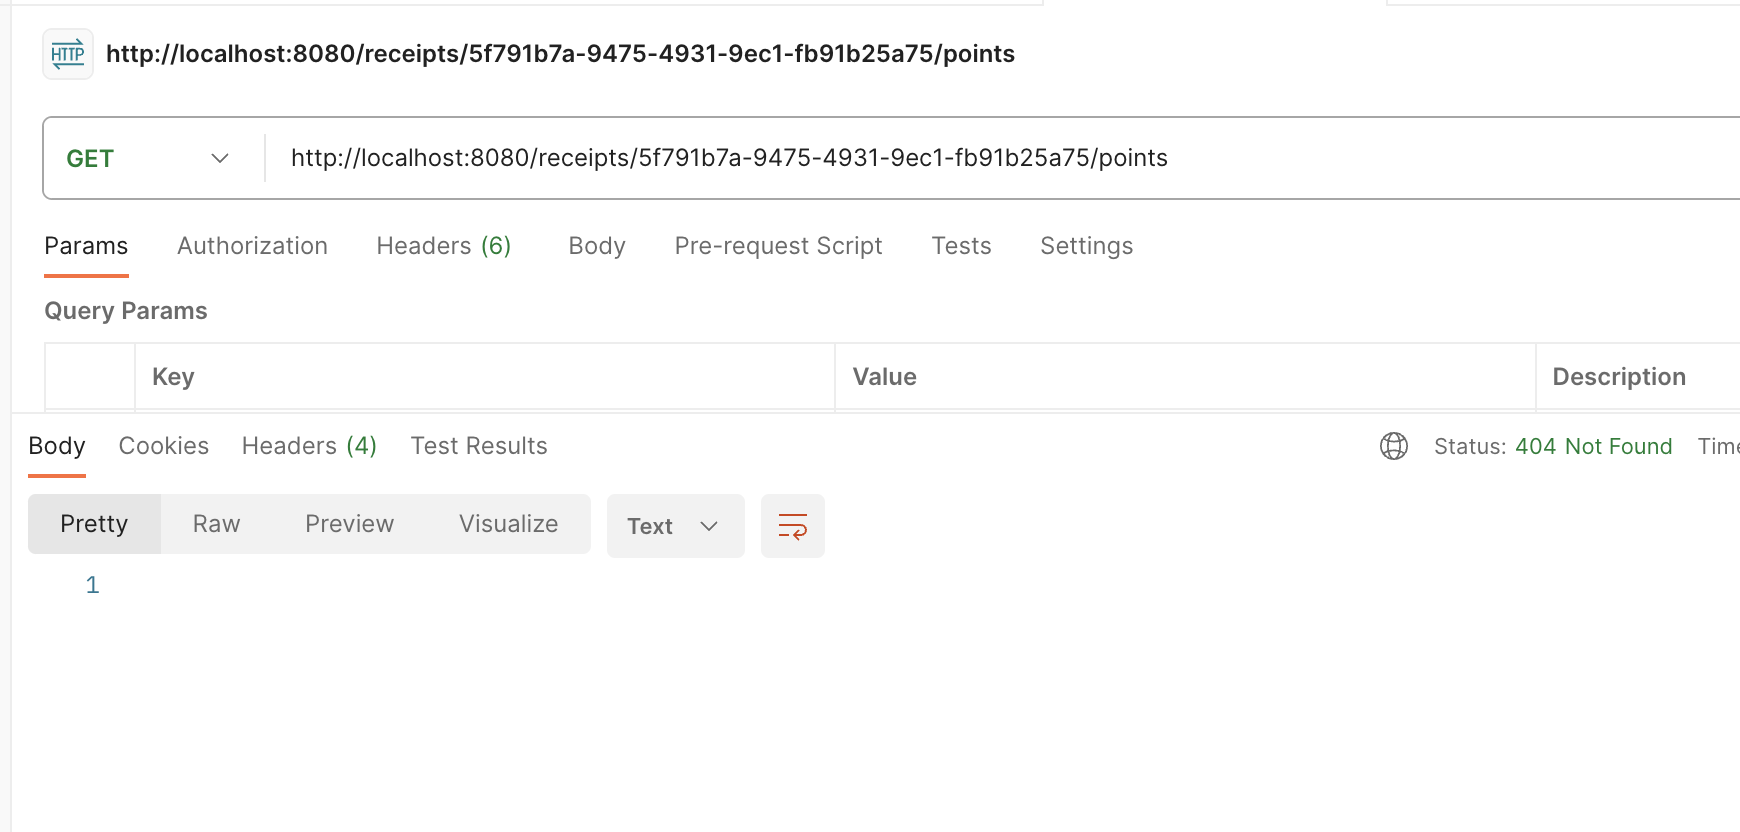 HTTP http://localhost:8080/receipts/5f791b7a-9475-4931-9ec1-fb91b25a75/points
GET http://localhost:8080/receipts/5f791b7a-9475-4931-9ec1-fb91b25a75/points
Params Authorization Headers (6) Body Pre-request Script Tests Settings
Query Params
Key Value Description
Body Cookies Headers (4) Test Results Status: 404 Not Found
Pretty Raw Preview Visualize Text
1